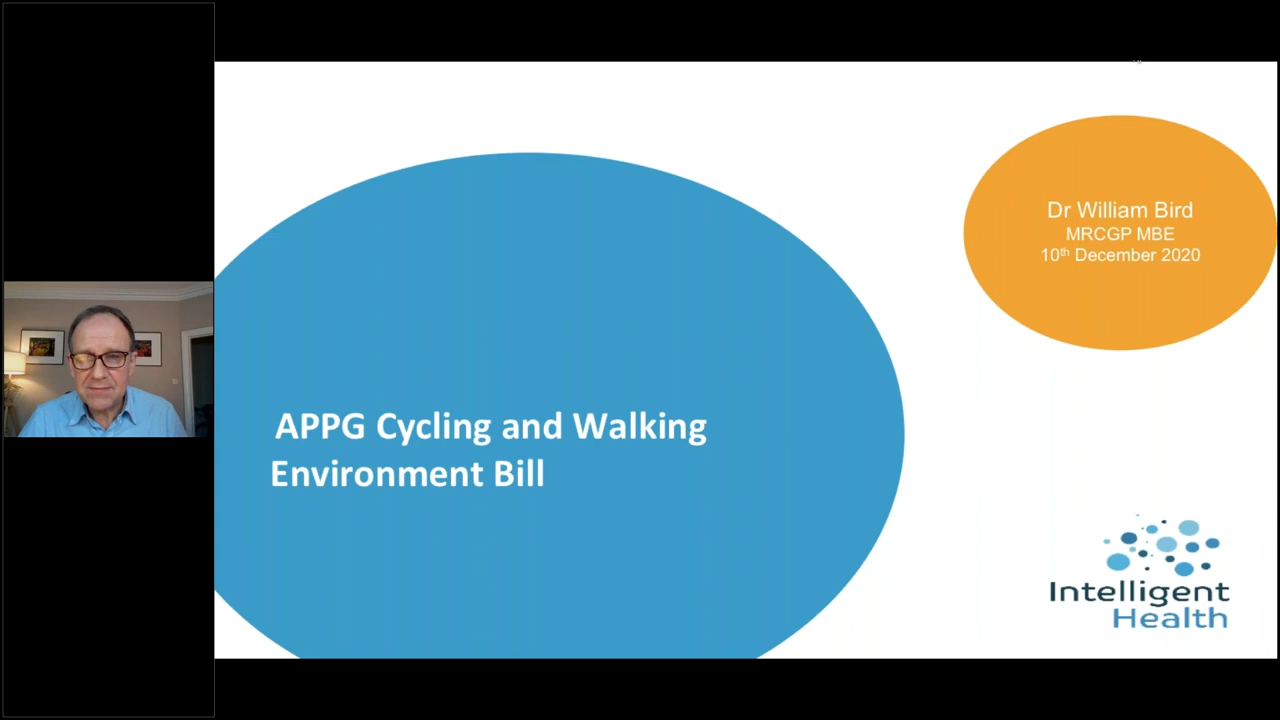 Dr William Bird
MRCGP MBE
10th December 2020
APPG Cycling and Walking
Environment Bill
Intelligent
Health